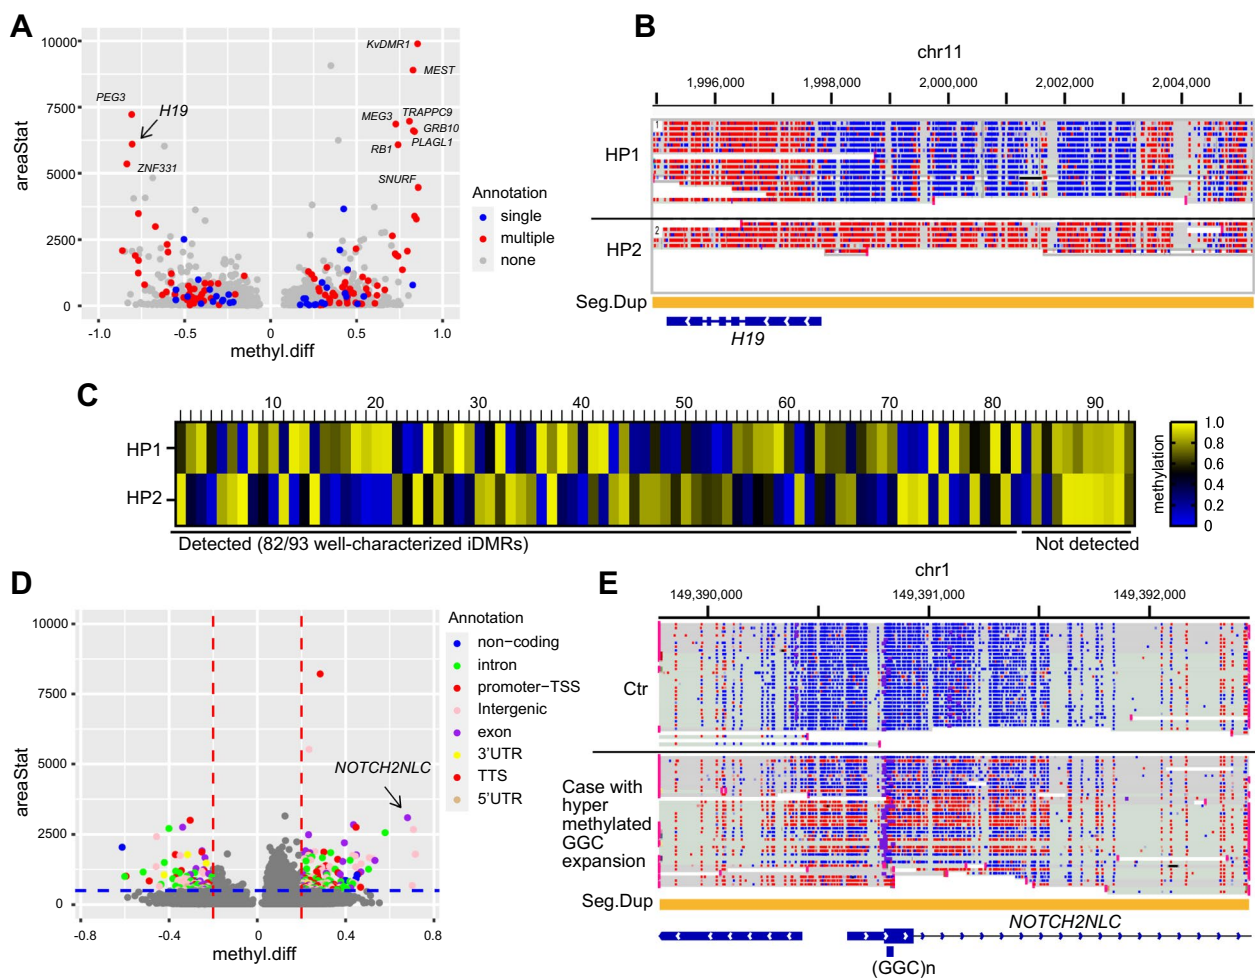 A
10000
7500
5000
2500
0
areaStat
-1.0
-0.5
0
0.5
1.0
methyl.diff
KvDMR1
MEST
PEG3
H19
MEG3
TRAPPC9
GRB10
PLAGL1
RB1
ZNF331
SNURF
Annotation
single
multiple
none
B
chr11
1,996,000
1,998,000
2,000,000
2,002,000
2,004,000
1
HP1
2
HP2
Seg.Dup
H19
C
10
20
30
40
50
60
70
80
90
HP1
HP2
Detected (82/93 well-characterized iDMRs)
Not detected
methylation
1.0
0.8
0.6
0.4
0.2
0
D
10000
7500
5000
2500
0
areaStat
-0.8
-0.4
0
0.4
0.8
methyl.diff
NOTCH2NLC
Annotation
non-coding
intron
promoter-TSS
Intergenic
exon
3'UTR
TTS
5'UTR
E
chr1
149,390,000
149,391,000
149,392,000
Ctr
Case with
hyper
methylated
GGC
expansion
Seg.Dup
NOTCH2NLC
(GGC)n